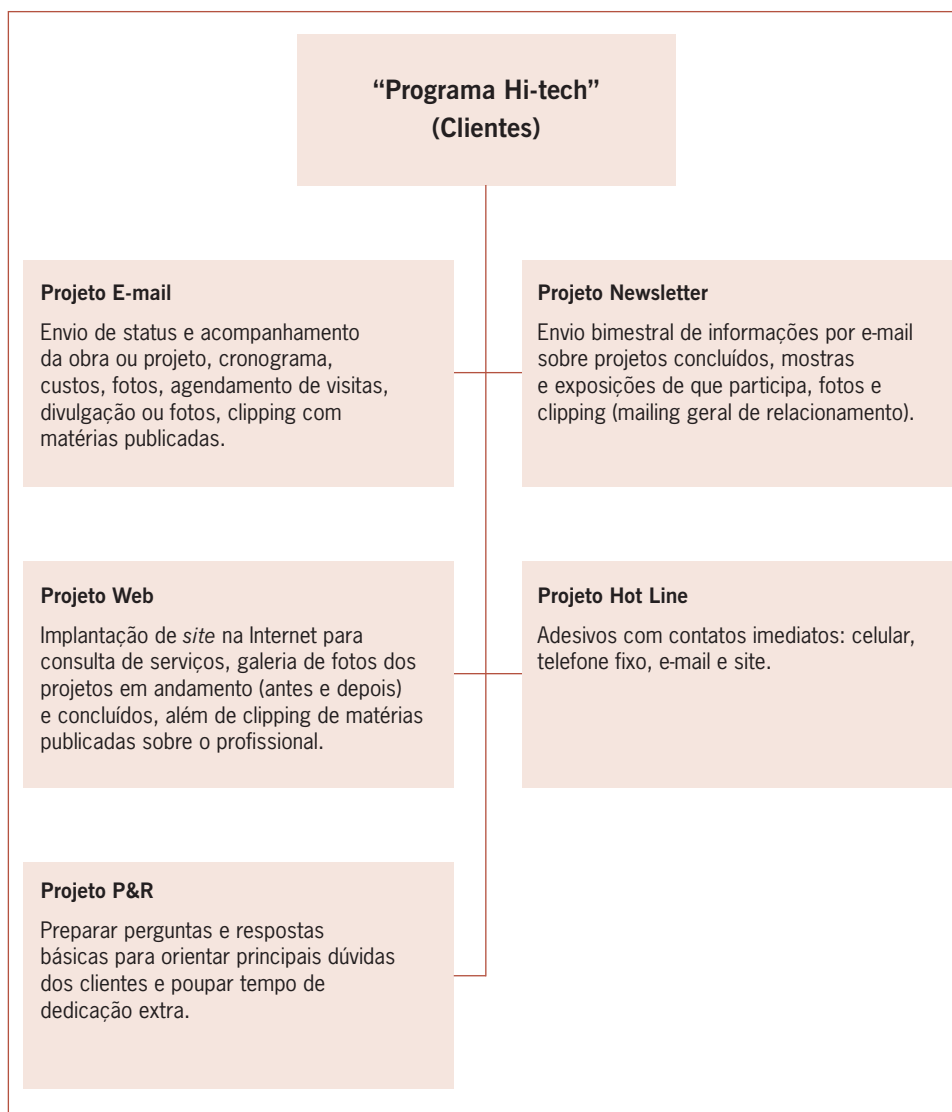 “Programa Hi-tech”
(Clientes)
Projeto E-mail
Envio de status e acompanhamento
da obra ou projeto, cronograma,
custos, fotos, agendamento de visitas,
divulgação ou fotos, clipping com
matérias publicadas.
Projeto Newsletter
Envio bimestral de informações por e-mail
sobre projetos concluídos, mostras
e exposições de que participa, fotos e
clipping (mailing geral de relacionamento).
Projeto Web
Implantação de site na Internet para
consulta de serviços, galeria de fotos dos
projetos em andamento (antes e depois)
e concluídos, além de clipping de matérias
publicadas sobre o profissional.
Projeto Hot Line
Adesivos com contatos imediatos: celular,
telefone fixo, e-mail e site.
Projeto P&R
Preparar perguntas e respostas
básicas para orientar principais dúvidas
dos clientes e poupar tempo de
dedicação extra.